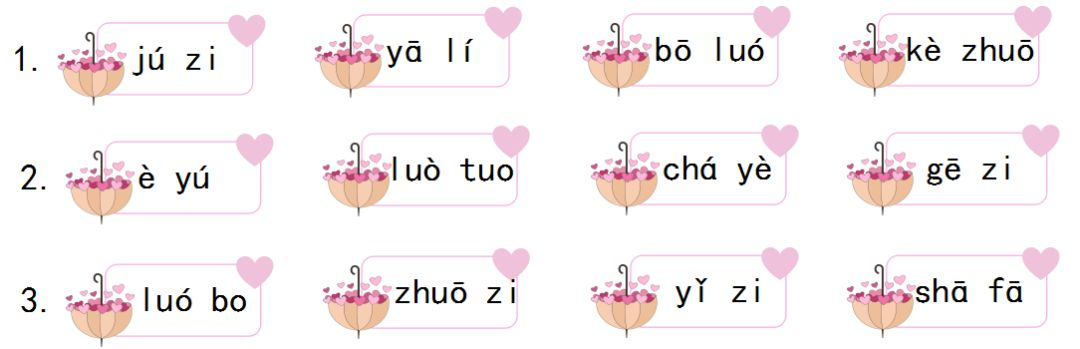 1. jú zi yā lí bō luó kè zhuō
2. è yú luò tuo chá yè gē zi
3. luó bo zhuō zi yǐ zi shā fā